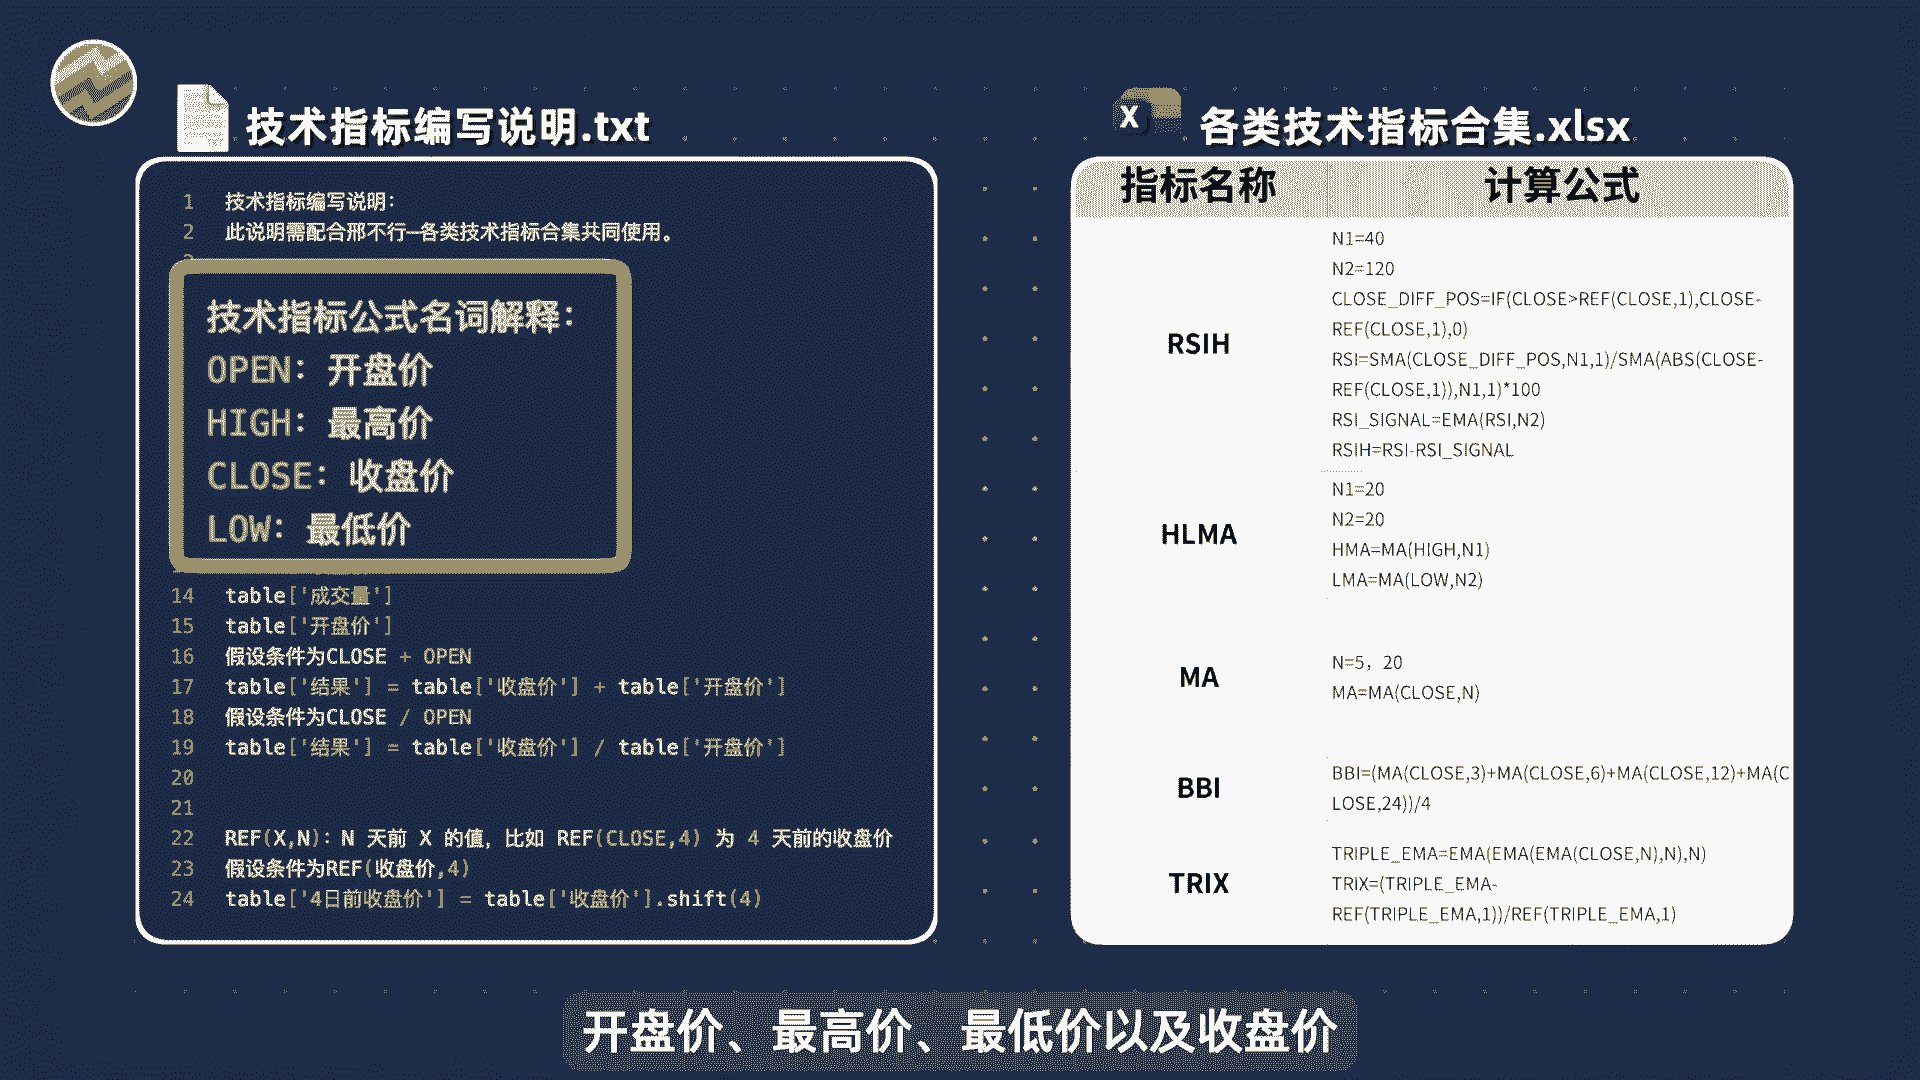 技术指标编写说明.txt
1 技术指标编写说明：
2 此说明需配合邢不行—各类技术指标合集共同使用。
技术指标公式名词解释：
OPEN：开盘价
HIGH：最高价
CLOSE：收盘价
LOW：最低价
14 table['成交量']
15 table['开盘价']
16 假设条件为CLOSE + OPEN
17 table['结果'] = table['收盘价'] + table['开盘价']
18 假设条件为CLOSE / OPEN
19 table['结果'] = table['收盘价'] / table['开盘价']
20
21
22 REF(X,N)：N 天前 X 的值，比如 REF(CLOSE,4) 为 4 天前的收盘价
23 假设条件为REF(收盘价,4)
24 table['4日前收盘价'] = table['收盘价'].shift(4)
X
各类技术指标合集.xlsx
指标名称 计算公式
RSIH
N1=40
N2=120
CLOSE_DIFF_POS=IF(CLOSE>REF(CLOSE,1),CLOSE-
REF(CLOSE,1),0)
RSI=SMA(CLOSE_DIFF_POS,N1,1)/SMA(ABS(CLOSE-
REF(CLOSE,1)),N1,1)*100
RSI_SIGNAL=EMA(RSI,N2)
RSIH=RSI-RSI_SIGNAL
HLMA
N1=20
N2=20
HMA=MA(HIGH,N1)
LMA=MA(LOW,N2)
MA
N=5，20
MA=MA(CLOSE,N)
BBI
BBI=(MA(CLOSE,3)+MA(CLOSE,6)+MA(CLOSE,12)+MA(C
LOSE,24))/4
TRIX
TRIPLE_EMA=EMA(EMA(EMA(CLOSE,N),N),N)
TRIX=(TRIPLE_EMA-
REF(TRIPLE_EMA,1))/REF(TRIPLE_EMA,1)
开盘价、最高价、最低价以及收盘价